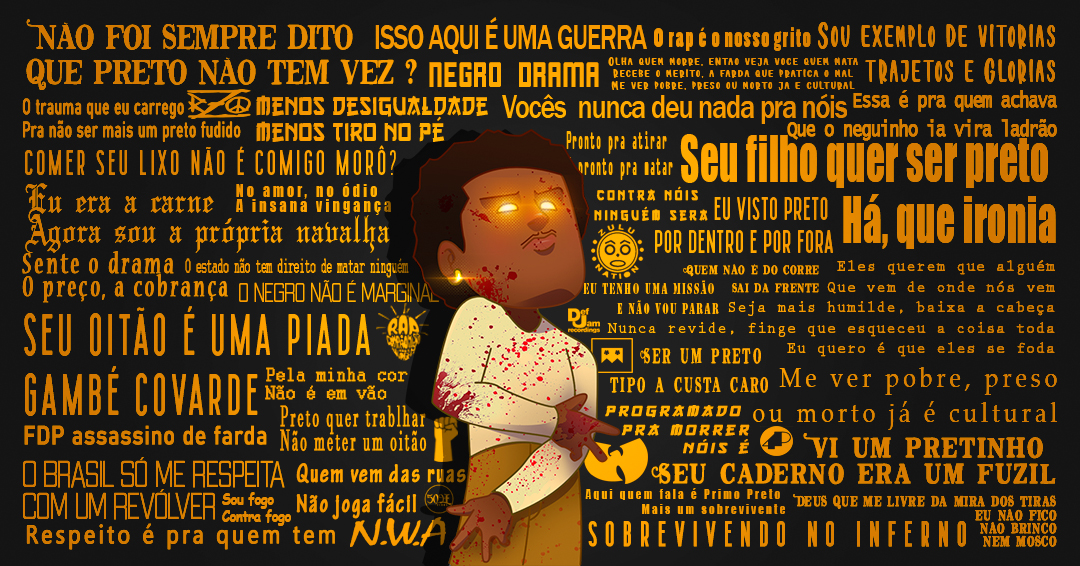 NÃO FOI SEMPRE DITO
QUE PRETO NÃO TEM VEZ ?
ISSO AQUI É UMA GUERRA
O rap é o nosso grito
SOU EXEMPLO DE VITORIAS
TRAJETOS E GLORIAS
NEGRO DRAMA
OLHA QUEM MORRE, ENTAO VEJA VOCE QUEM MATA
RECEBE O MERITO, A FARDA QUE PRATICA O MAL
ME VER POBRE, PRESO OU MORTO JA E CULTURAL
O trauma que eu carrego
Pra não ser mais um preto fudido
MENOS DESIGUALDADE
MENOS TIRO NO PÉ
Vocês nunca deu nada pra nóis
Essa é pra quem achava
Que o neguinho ia vira ladrão
COMER SEU LIXO NÃO É COMIGO MORÔ?
Pronto pra atirar
pronto pra matar
Seu filho quer ser preto
Há, que ironia
Eu era a carne
Agora sou a própria navalha
No amor, no ódio
A insana vingança
CONTRA NÓIS
NINGUÉM SERA
EU VISTO PRETO
POR DENTRO E POR FORA
ZULU
NATION
Sente o drama
O preço, a cobrança
O estado não tem direito de matar ninguém
O NEGRO NÃO É MARGINAL
QUEM NÃO É DO CORRE
SAI DA FRENTE
EU TENHO UMA MISSÃO
E NÃO VOU PARAR
Eles querem que alguém
Que vem de onde nós vem
Seja mais humilde, baixa a cabeça
Nunca revide, finge que esqueceu a coisa toda
Eu quero é que eles se foda
SEU OITÃO É UMA PIADA
RAP
Def Jam
recordings
SER UM PRETO
TIPO A CUSTA CARO
Me ver pobre, preso
ou morto já é cultural
GAMBÉ COVARDE
FDP assassino de farda
Pela minha cor
Não é em vão
Preto quer trablhar
Não meter um oitão
PROGRAMADO
PRA MORRER
NÓIS É
VI UM PRETINHO
SEU CADERNO ERA UM FUZIL
O BRASIL SÓ ME RESPEITA
COM UM REVÓLVER
Sou fogo
Contra fogo
Quem vem das ruas
Não joga fácil
50
Respeito é pra quem tem
N.W.A
Aqui quem fala é Primo Preto
Mais um sobrevivente
SOBREVIVENDO NO INFERNO
DEUS QUE ME LIVRE DA MIRA DOS TIRAS
EU NÃO FICO
NÃO BRINCO
NEM MOSCO